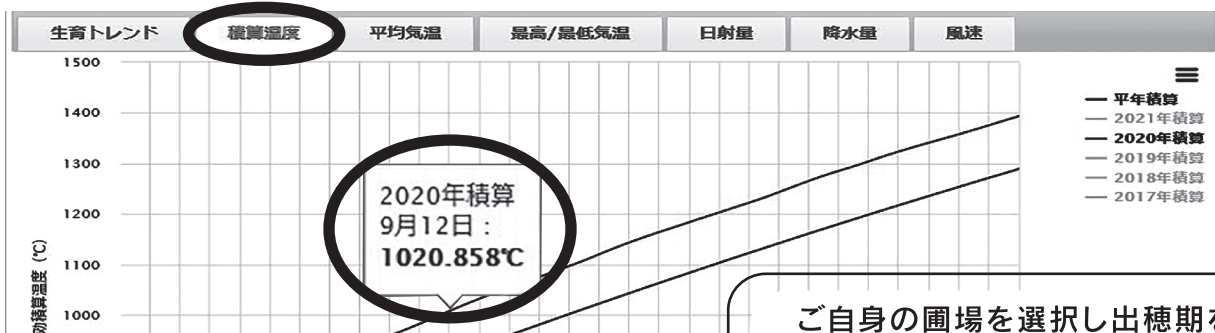 生育トレンド 積算温度 平均気温 最高/最低気温 日射量 降水量 風速
1500
1400
1300
1200
1100
1000
効積算温度 (℃)
2020年積算
9月12日:
1020.858℃
平年積算
2021年積算
2020年積算
2019年積算
2018年積算
2017年積算
ご自身の圃場を選択し出穂期